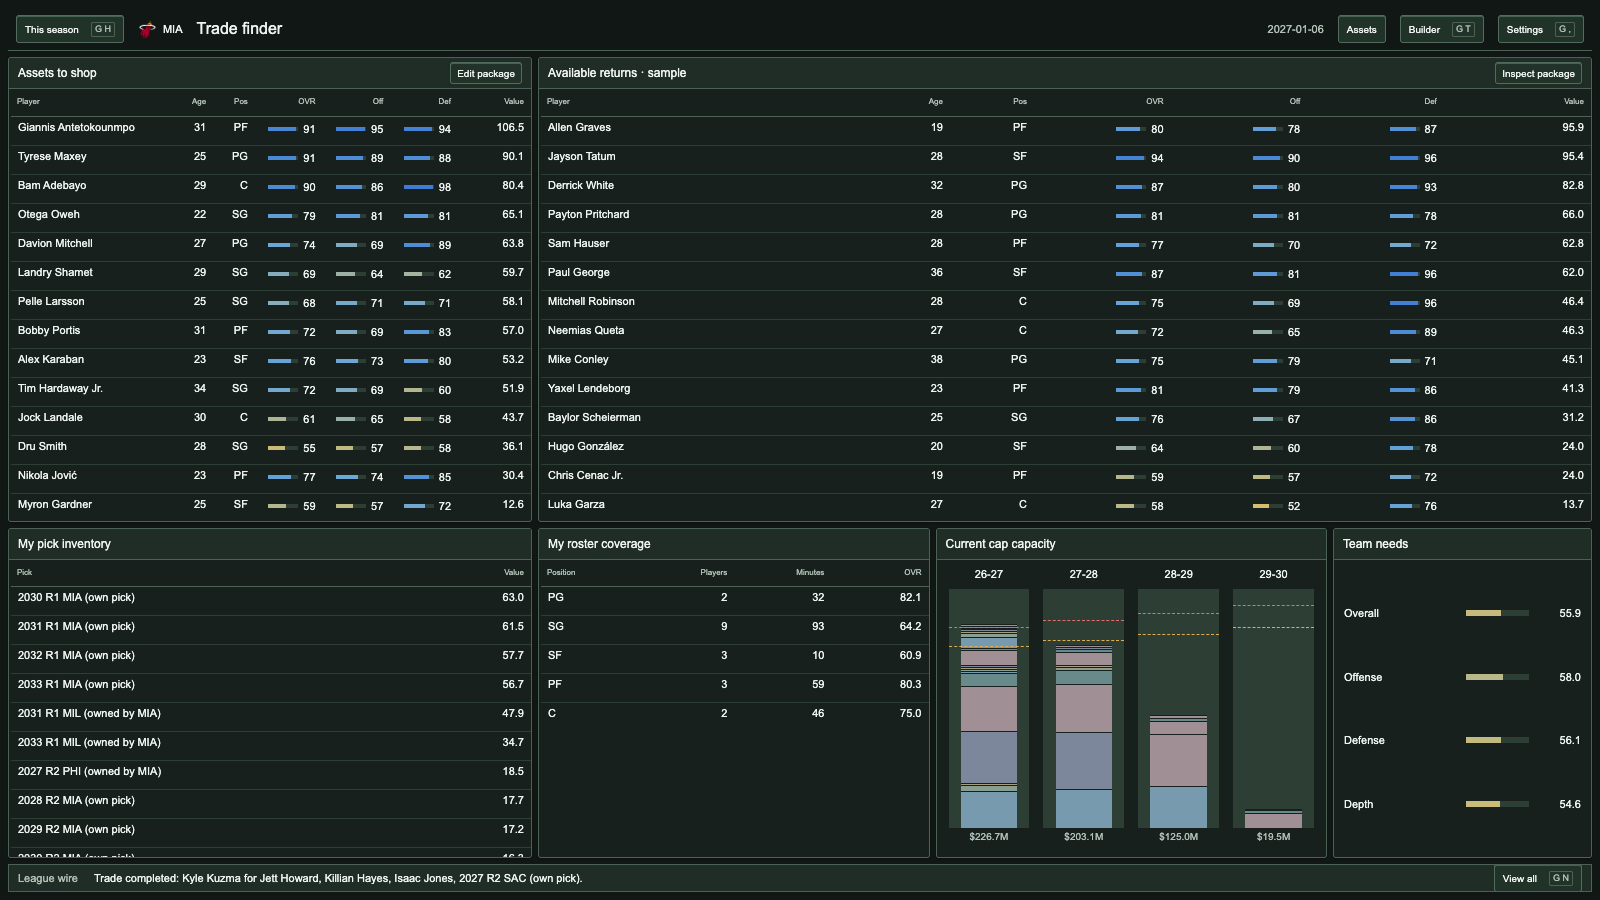 This season G H MIA Trade finder 2027-01-06 Assets Builder G T Settings G ,
Assets to shop Edit package
Player Age Pos OVR Off Def Value
Giannis Antetokounmpo 31 PF 91 95 94 106.5
Tyrese Maxey 25 PG 91 89 88 90.1
Bam Adebayo 29 C 90 86 98 80.4
Otega Oweh 22 SG 79 81 81 65.1
Davion Mitchell 27 PG 74 69 89 63.8
Landry Shamet 29 SG 69 64 62 59.7
Pelle Larsson 25 SG 68 71 71 58.1
Bobby Portis 31 PF 72 69 83 57.0
Alex Karaban 23 SF 76 73 80 53.2
Tim Hardaway Jr. 34 SG 72 69 60 51.9
Jock Landale 30 C 61 65 58 43.7
Dru Smith 28 SG 55 57 58 36.1
Nikola Jović 23 PF 77 74 85 30.4
Myron Gardner 25 SF 59 57 72 12.6
Available returns · sample Inspect package
Player Age Pos OVR Off Def Value
Allen Graves 19 PF 80 78 87 95.9
Jayson Tatum 28 SF 94 90 96 95.4
Derrick White 32 PG 87 80 93 82.8
Payton Pritchard 28 PG 81 81 78 66.0
Sam Hauser 28 PF 77 70 72 62.8
Paul George 36 SF 87 81 96 62.0
Mitchell Robinson 28 C 75 69 96 46.4
Neemias Queta 27 C 72 65 89 46.3
Mike Conley 38 PG 75 79 71 45.1
Yaxel Lendeborg 23 PF 81 79 86 41.3
Baylor Scheierman 25 SG 76 67 86 31.2
Hugo González 20 SF 64 60 78 24.0
Chris Cenac Jr. 19 PF 59 57 72 24.0
Luka Garza 27 C 58 52 76 13.7
My pick inventory
Pick Value
2030 R1 MIA (own pick) 63.0
2031 R1 MIA (own pick) 61.5
2032 R1 MIA (own pick) 57.7
2033 R1 MIA (own pick) 56.7
2031 R1 MIL (owned by MIA) 47.9
2033 R1 MIL (owned by MIA) 34.7
2027 R2 PHI (owned by MIA) 18.5
2028 R2 MIA (own pick) 17.7
2029 R2 MIA (own pick) 17.2
My roster coverage
Position Players Minutes OVR
PG 2 32 82.1
SG 9 93 64.2
SF 3 10 60.9
PF 3 59 80.3
C 2 46 75.0
Current cap capacity
26-27 27-28 28-29 29-30
$226.7M $203.1M $125.0M $19.5M
Team needs
Overall 55.9
Offense 58.0
Defense 56.1
Depth 54.6
League wire Trade completed: Kyle Kuzma for Jett Howard, Killian Hayes, Isaac Jones, 2027 R2 SAC (own pick). View all G N